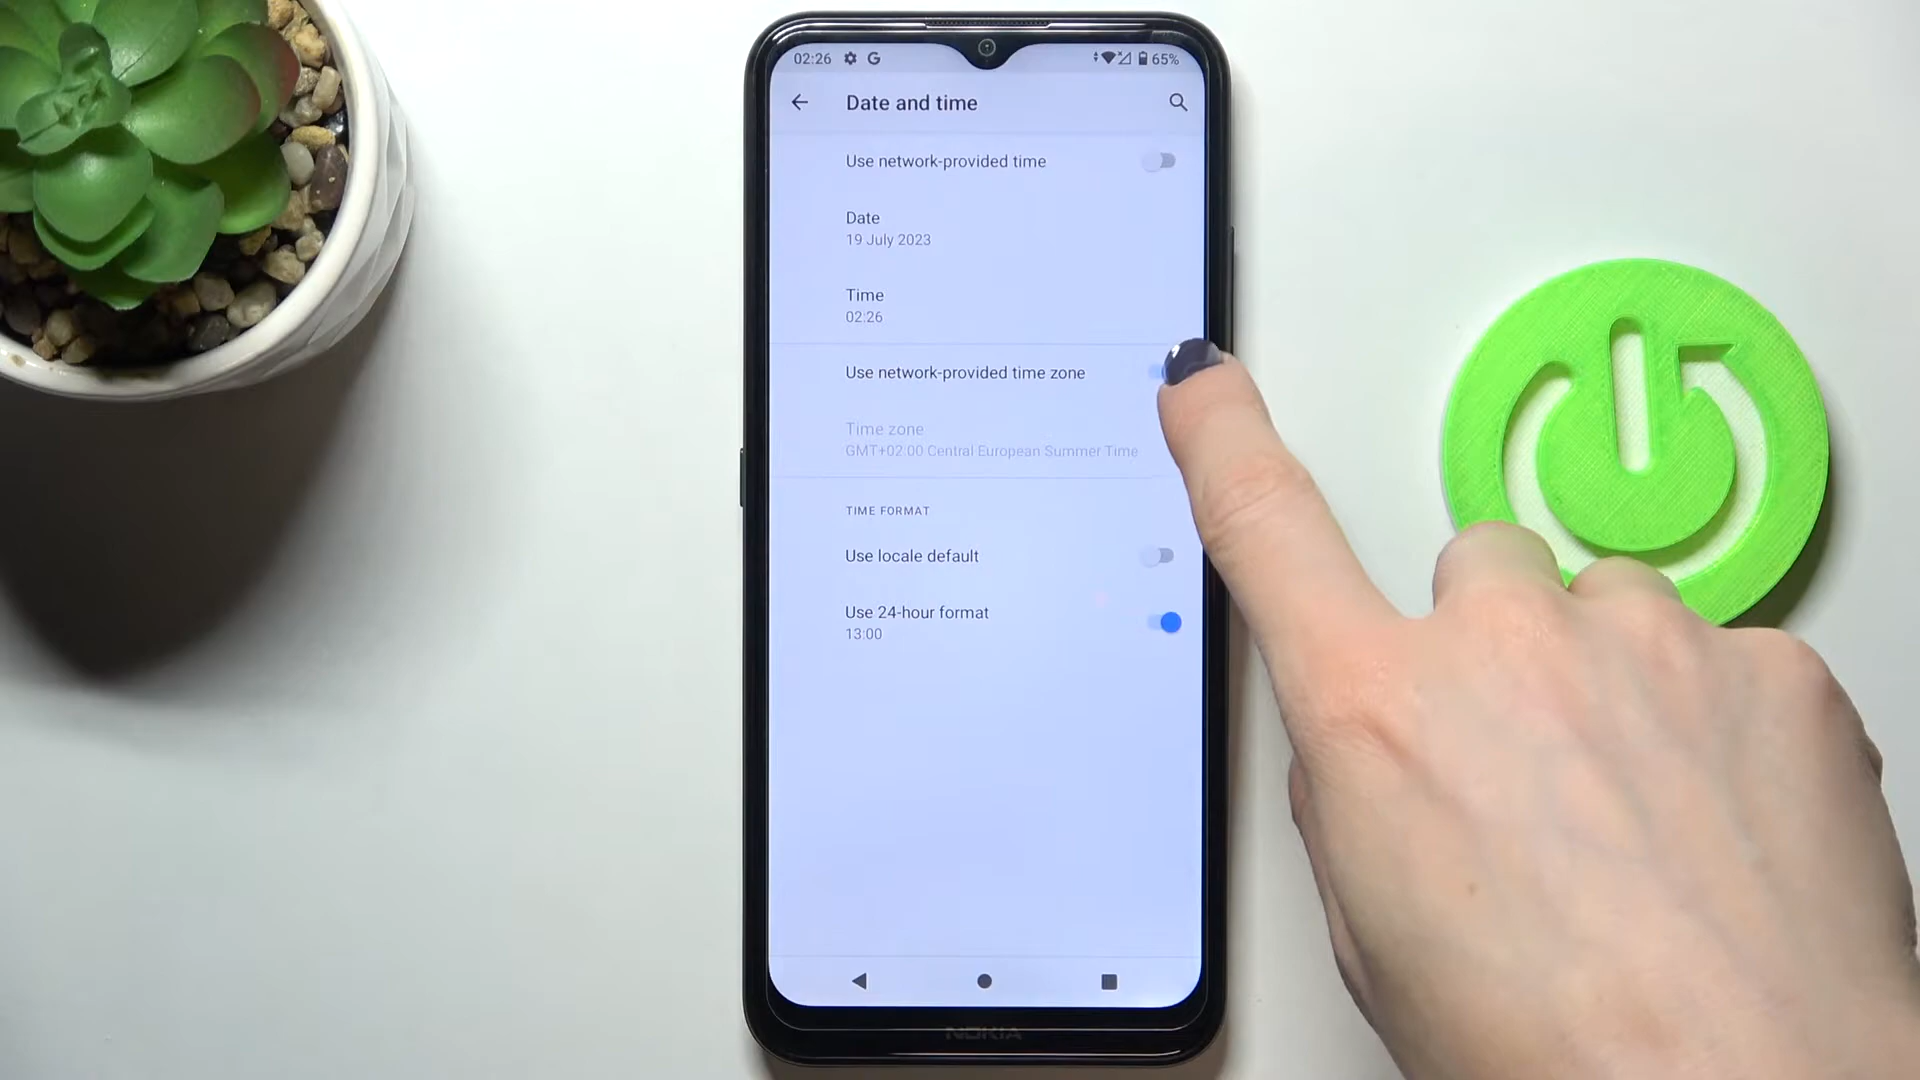 02:26 G 65%
Date and time
Use network-provided time
Date
19 July 2023
Time
02:26
Use network-provided time zone
Time zone
GMT+02:00 Central European Summer Time
TIME FORMAT
Use locale default
Use 24-hour format
13:00
NOKIA